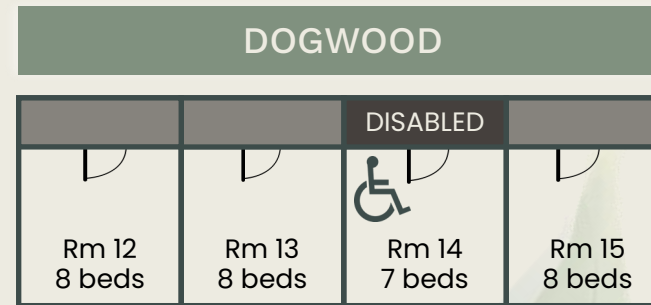 DOGWOOD
DISABLED
Rm 12
8 beds
Rm 13
8 beds
Rm 14
7 beds
Rm 15
8 beds